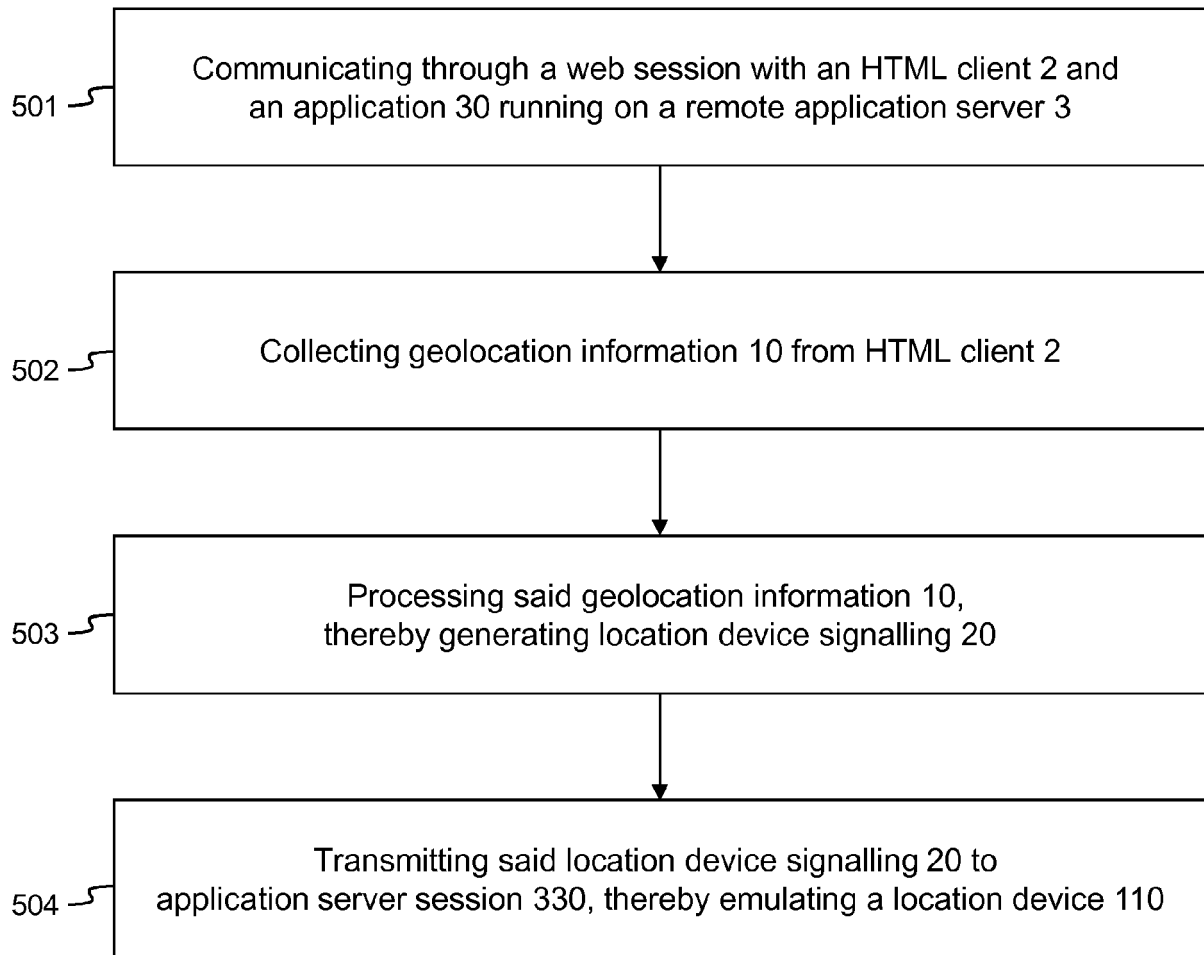 501
Communicating through a web session with an HTML client 2 and
an application 30 running on a remote application server 3
502
Collecting geolocation information 10 from HTML client 2
503
Processing said geolocation information 10,
thereby generating location device signalling 20
504
Transmitting said location device signalling 20 to
application server session 330, thereby emulating a location device 110